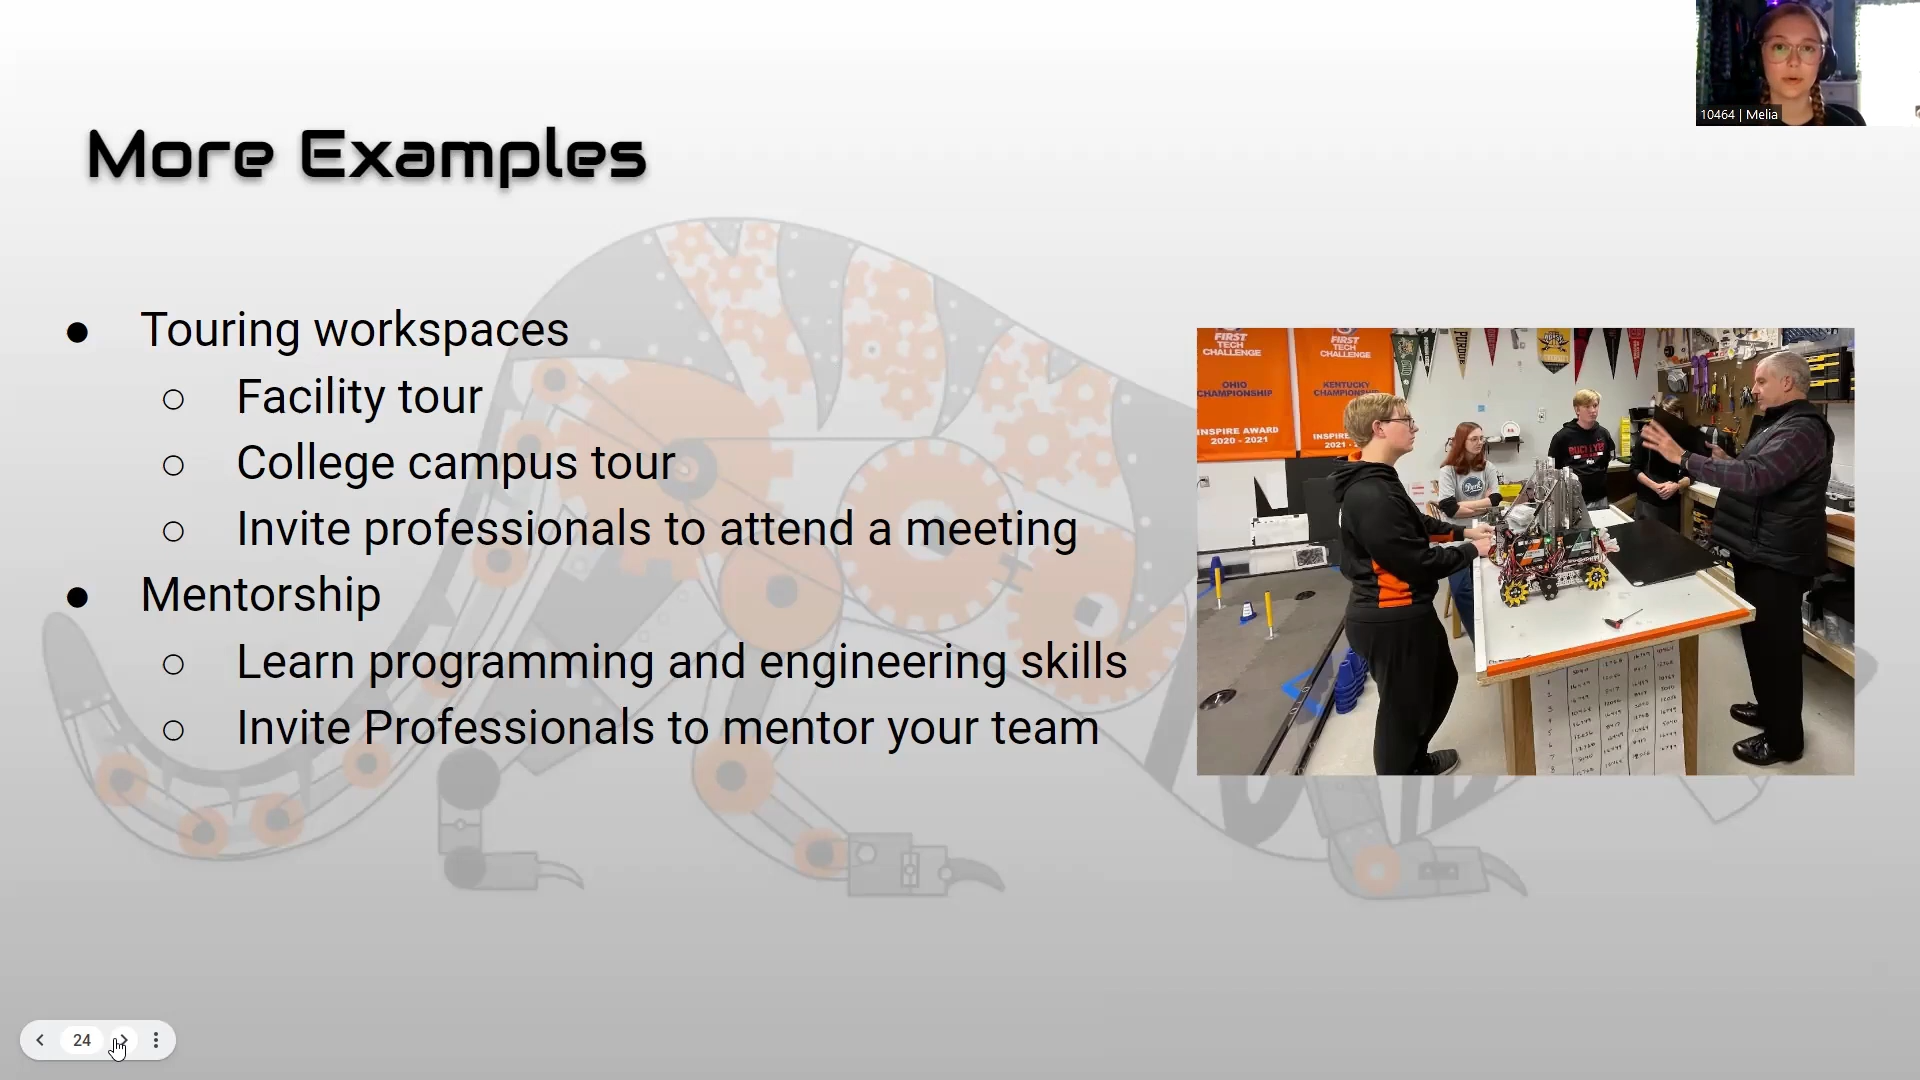 10464 | Melia
More Examples
● Touring workspaces
○ Facility tour
○ College campus tour
○ Invite professionals to attend a meeting
● Mentorship
○ Learn programming and engineering skills
○ Invite Professionals to mentor your team
FIRST
TECH
CHALLENGE
OHIO
CHAMPIONSHIP
INSPIRE AWARD
2020 - 2021
FIRST
TECH
CHALLENGE
KENTUCKY
CHAMPIONSHIP
PURDUE
24